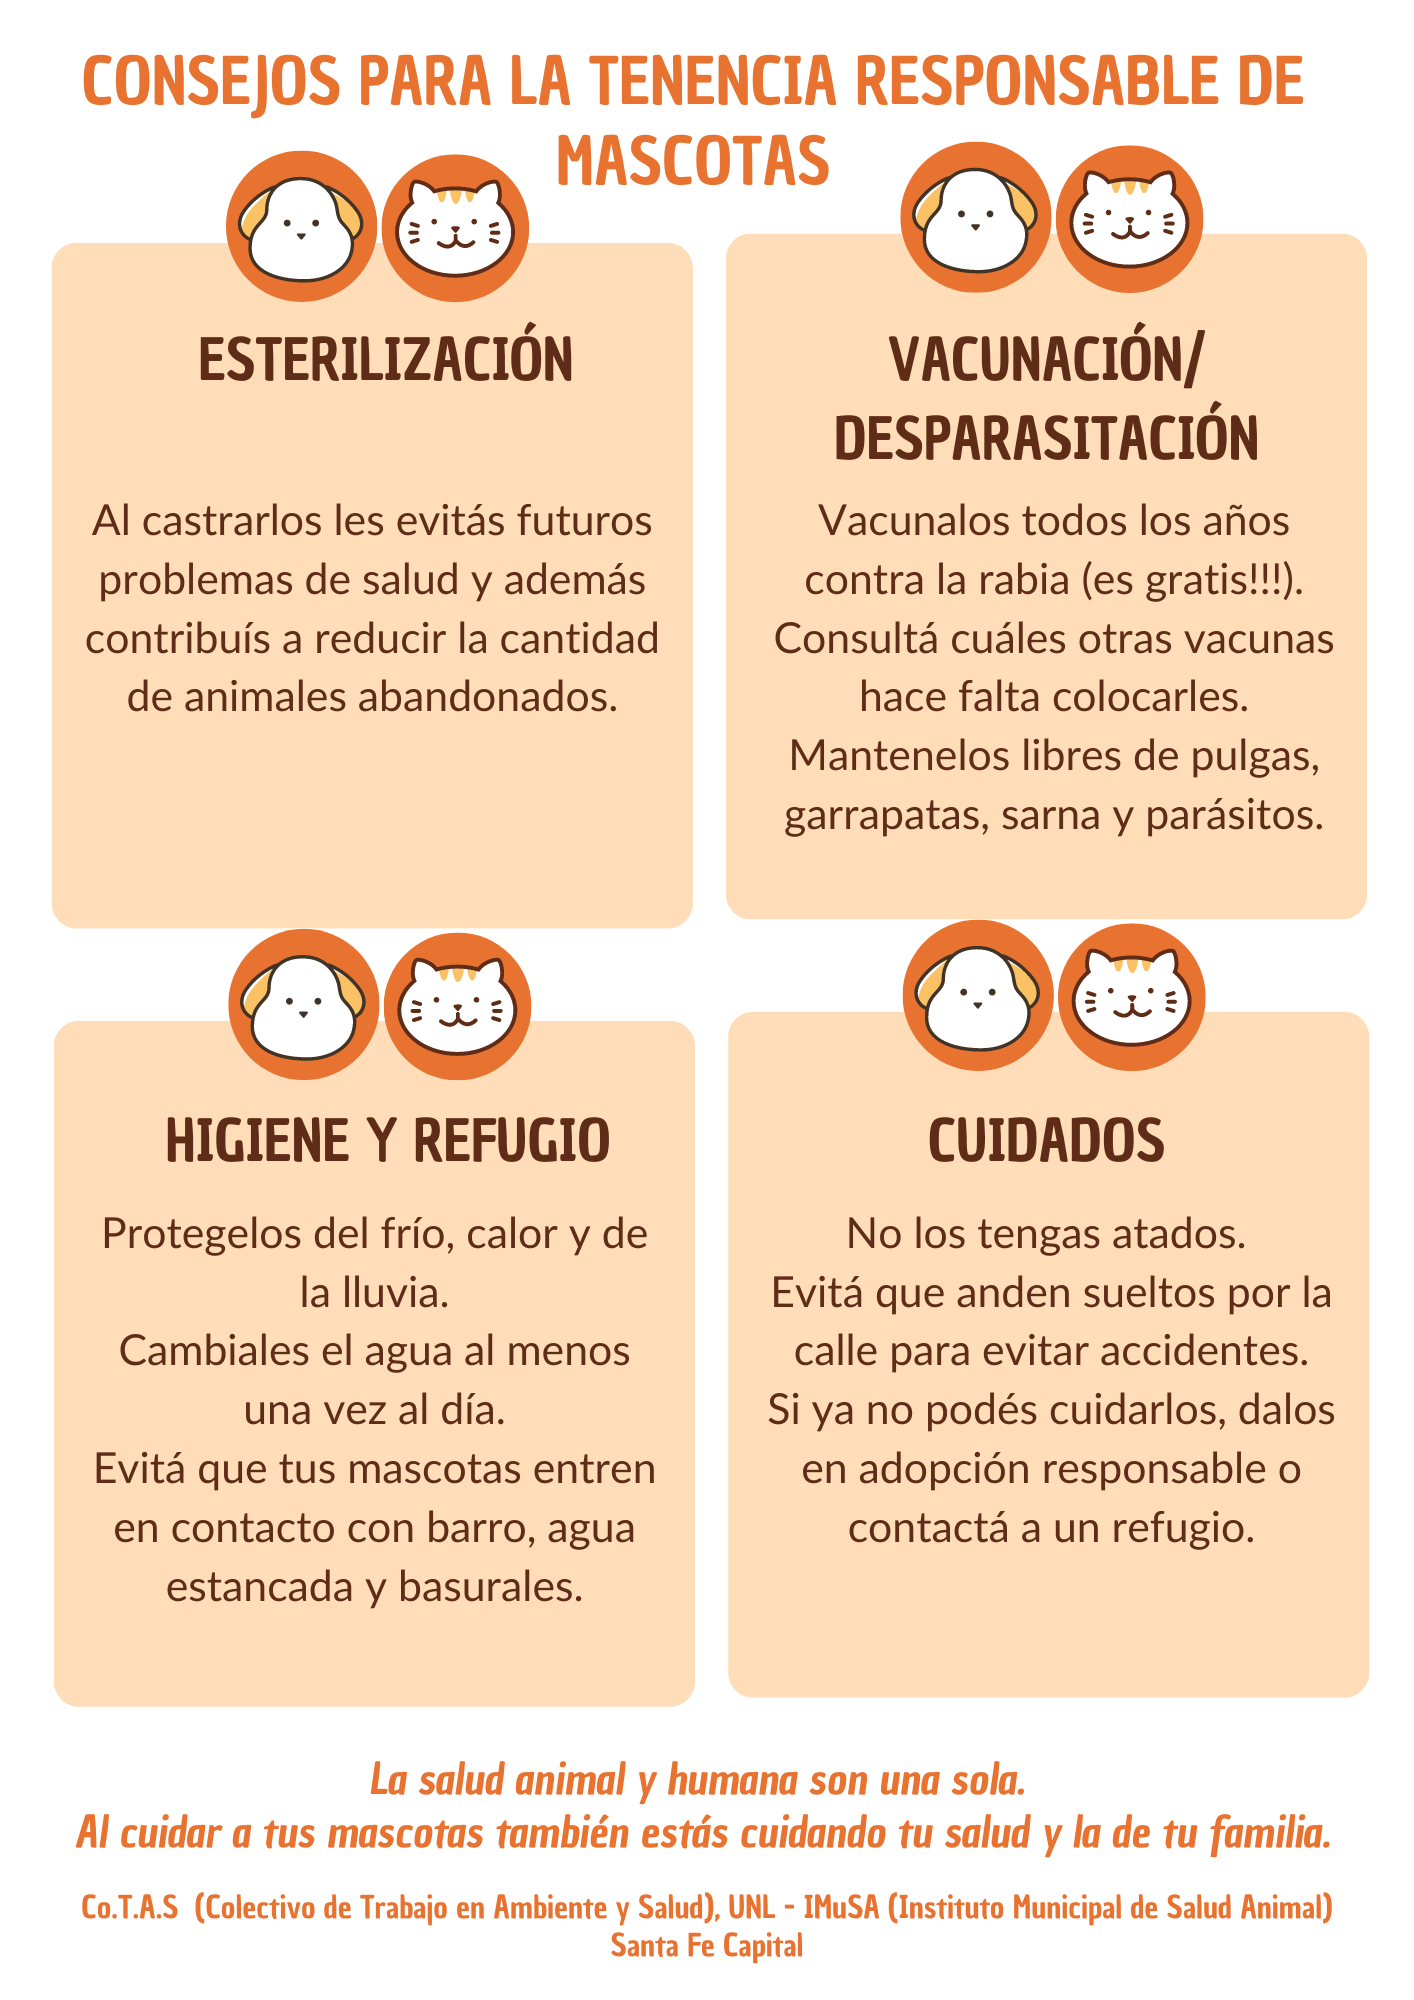 CONSEJOS PARA LA TENENCIA RESPONSABLE DE
MASCOTAS
ESTERILIZACIÓN
Al castrarlos les evitás futuros
problemas de salud y además
contribuís a reducir la cantidad
de animales abandonados.
VACUNACIÓN/
DESPARASITACIÓN
Vacunalos todos los años
contra la rabia (es gratis!!!).
Consultá cuáles otras vacunas
hace falta colocarles.
Mantenelos libres de pulgas,
garrapatas, sarna y parásitos.
HIGIENE Y REFUGIO
Protegelos del frío, calor y de
la lluvia.
Cambiales el agua al menos
una vez al día.
Evitá que tus mascotas entren
en contacto con barro, agua
estancada y basurales.
CUIDADOS
No los tengas atados.
Evitá que anden sueltos por la
calle para evitar accidentes.
Si ya no podés cuidarlos, dalos
en adopción responsable o
contactá a un refugio.
La salud animal y humana son una sola.
Al cuidar a tus mascotas también estás cuidando tu salud y la de tu familia.
Co.T.A.S (Colectivo de Trabajo en Ambiente y Salud), UNL - IMuSA (Instituto Municipal de Salud Animal)
Santa Fe Capital